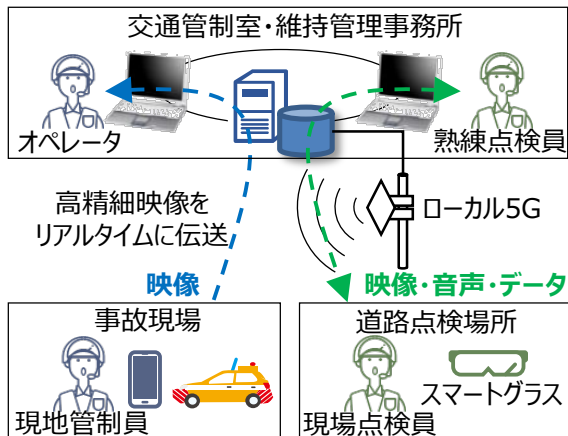 交通管制室・維持管理事務所
オペレータ
熟練点検員
高精細映像を
リアルタイムに伝送
ローカル5G
映像
映像・音声・データ
事故現場
現地管制員
道路点検場所
スマートグラス
現場点検員